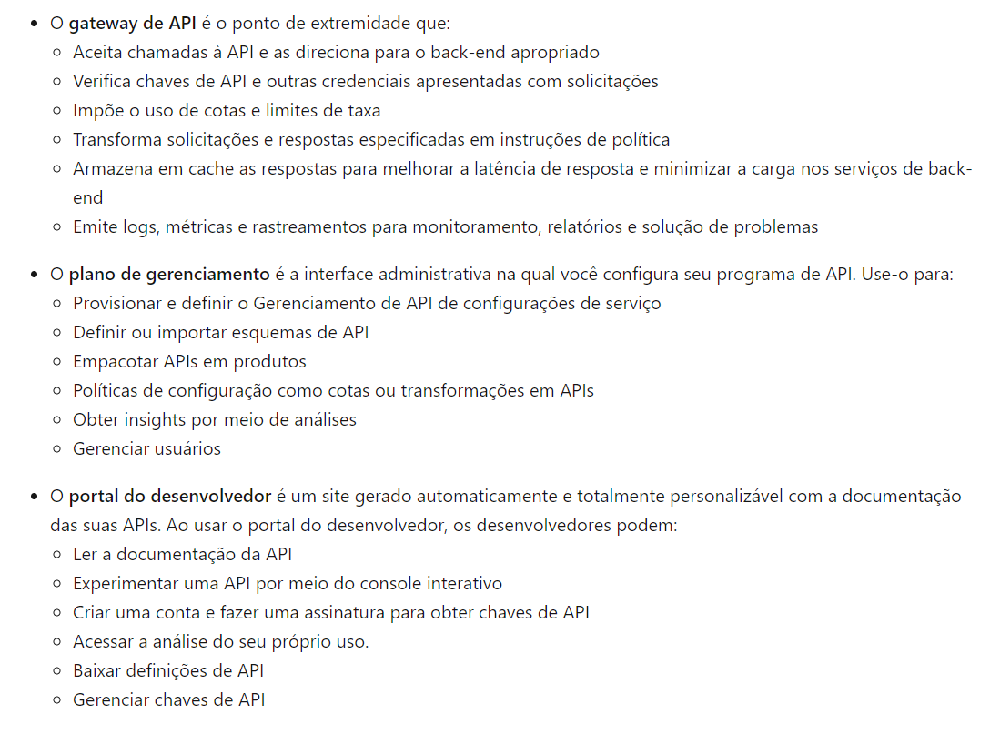 O gateway de API é o ponto de extremidade que:
Aceita chamadas à API e as direciona para o back-end apropriado
Verifica chaves de API e outras credenciais apresentadas com solicitações
Impõe o uso de cotas e limites de taxa
Transforma solicitações e respostas especificadas em instruções de política
Armazena em cache as respostas para melhorar a latência de resposta e minimizar a carga nos serviços de back-
end
Emite logs, métricas e rastreamentos para monitoramento, relatórios e solução de problemas
O plano de gerenciamento é a interface administrativa na qual você configura seu programa de API. Use-o para:
Provisionar e definir o Gerenciamento de API de configurações de serviço
Definir ou importar esquemas de API
Empacotar APIs em produtos
Políticas de configuração como cotas ou transformações em APIs
Obter insights por meio de análises
Gerenciar usuários
O portal do desenvolvedor é um site gerado automaticamente e totalmente personalizável com a documentação
das suas APIs. Ao usar o portal do desenvolvedor, os desenvolvedores podem:
Ler a documentação da API
Experimentar uma API por meio do console interativo
Criar uma conta e fazer uma assinatura para obter chaves de API
Acessar a análise do seu próprio uso.
Baixar definições de API
Gerenciar chaves de API